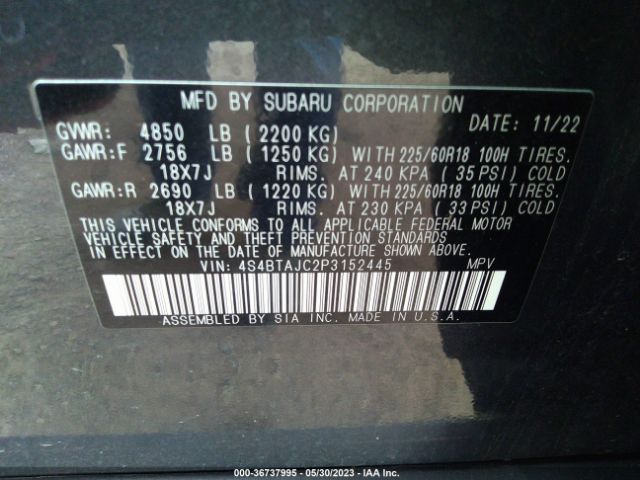 MFD BY SUBARU CORPORATION
DATE: 11/22
GVWR: 4850 LB (2200 KG)
GAWR:F 2756 LB (1250 KG) WITH 225/60R18 100H TIRES.
18X7J RIMS. AT 240 KPA (35 PSI) COLD
GAWR:R 2690 LB (1220 KG) WITH 225/60R18 100H TIRES.
18X7J RIMS. AT 230 KPA (33 PSI) COLD
THIS VEHICLE CONFORMS TO ALL APPLICABLE FEDERAL MOTOR
VEHICLE SAFETY AND THEFT PREVENTION STANDARDS
IN EFFECT ON THE DATE OF MANUFACTURE SHOWN ABOVE.
VIN: 4S4BTAJC2P3152445 MPV
ASSEMBLED BY SIA INC. MADE IN U.S.A.
000-36737995 - 05/30/2023 - IAA Inc.